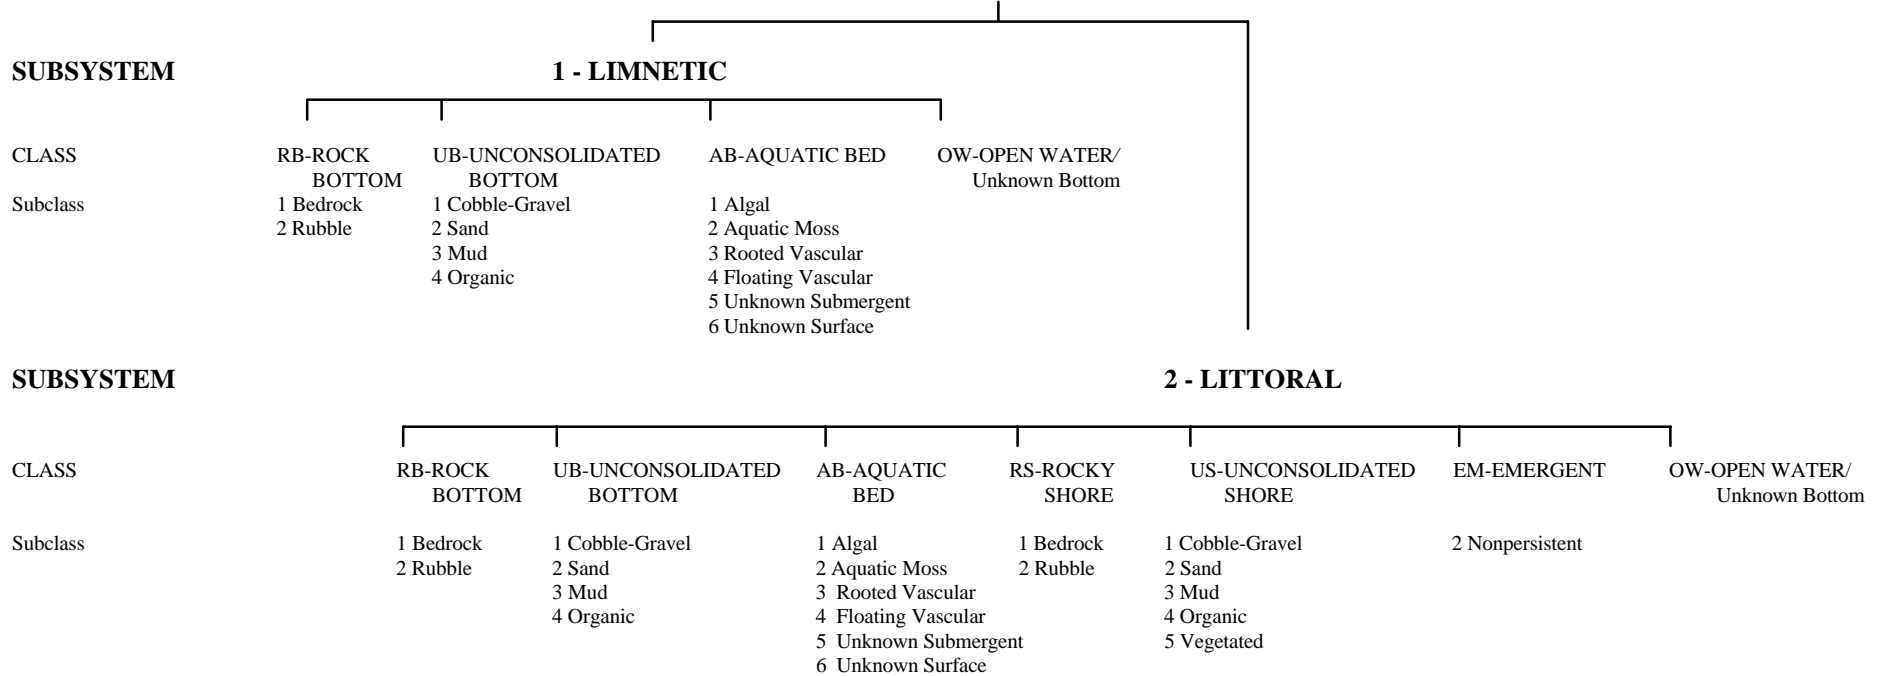 SUBSYSTEM 1 - LIMNETIC
CLASS RB-ROCK UB-UNCONSOLIDATED AB-AQUATIC BED OW-OPEN WATER/
BOTTOM BOTTOM Unknown Bottom
Subclass 1 Bedrock 1 Cobble-Gravel 1 Algal
2 Rubble 2 Sand 2 Aquatic Moss
3 Mud 3 Rooted Vascular
4 Organic 4 Floating Vascular
5 Unknown Submergent
6 Unknown Surface
SUBSYSTEM 2 - LITTORAL
CLASS RB-ROCK UB-UNCONSOLIDATED AB-AQUATIC RS-ROCKY US-UNCONSOLIDATED EM-EMERGENT OW-OPEN WATER/
BOTTOM BOTTOM BED SHORE SHORE Unknown Bottom
Subclass 1 Bedrock 1 Cobble-Gravel 1 Algal 1 Bedrock 1 Cobble-Gravel 2 Nonpersistent
2 Rubble 2 Sand 2 Aquatic Moss 2 Rubble 2 Sand
3 Mud 3 Rooted Vascular 3 Mud
4 Organic 4 Floating Vascular 4 Organic
5 Unknown Submergent 5 Vegetated
6 Unknown Surface